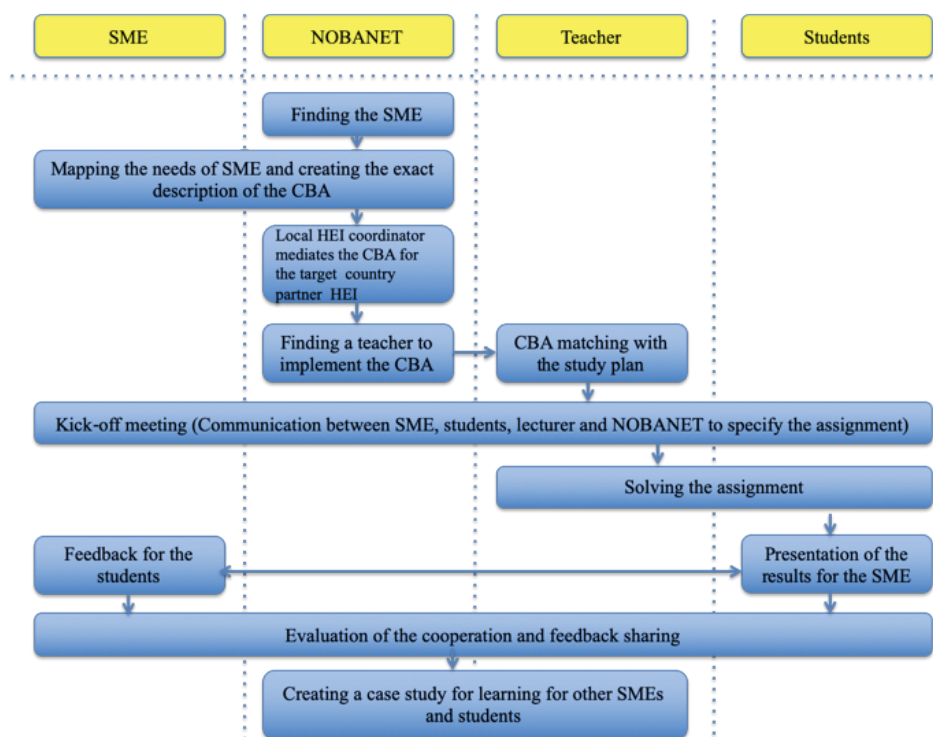 SME
NOBANET
Teacher
Students
Finding the SME
Mapping the needs of SME and creating the exact
description of the CBA
Local HEI coordinator
mediates the CBA for
the target country
partner HEI
Finding a teacher to
implement the CBA
CBA matching with
the study plan
Kick-off meeting (Communication between SME, students, lecturer and NOBANET to specify the assignment)
Solving the assignment
Feedback for the
students
Presentation of the
results for the SME
Evaluation of the cooperation and feedback sharing
Creating a case study for learning for other SMEs
and students